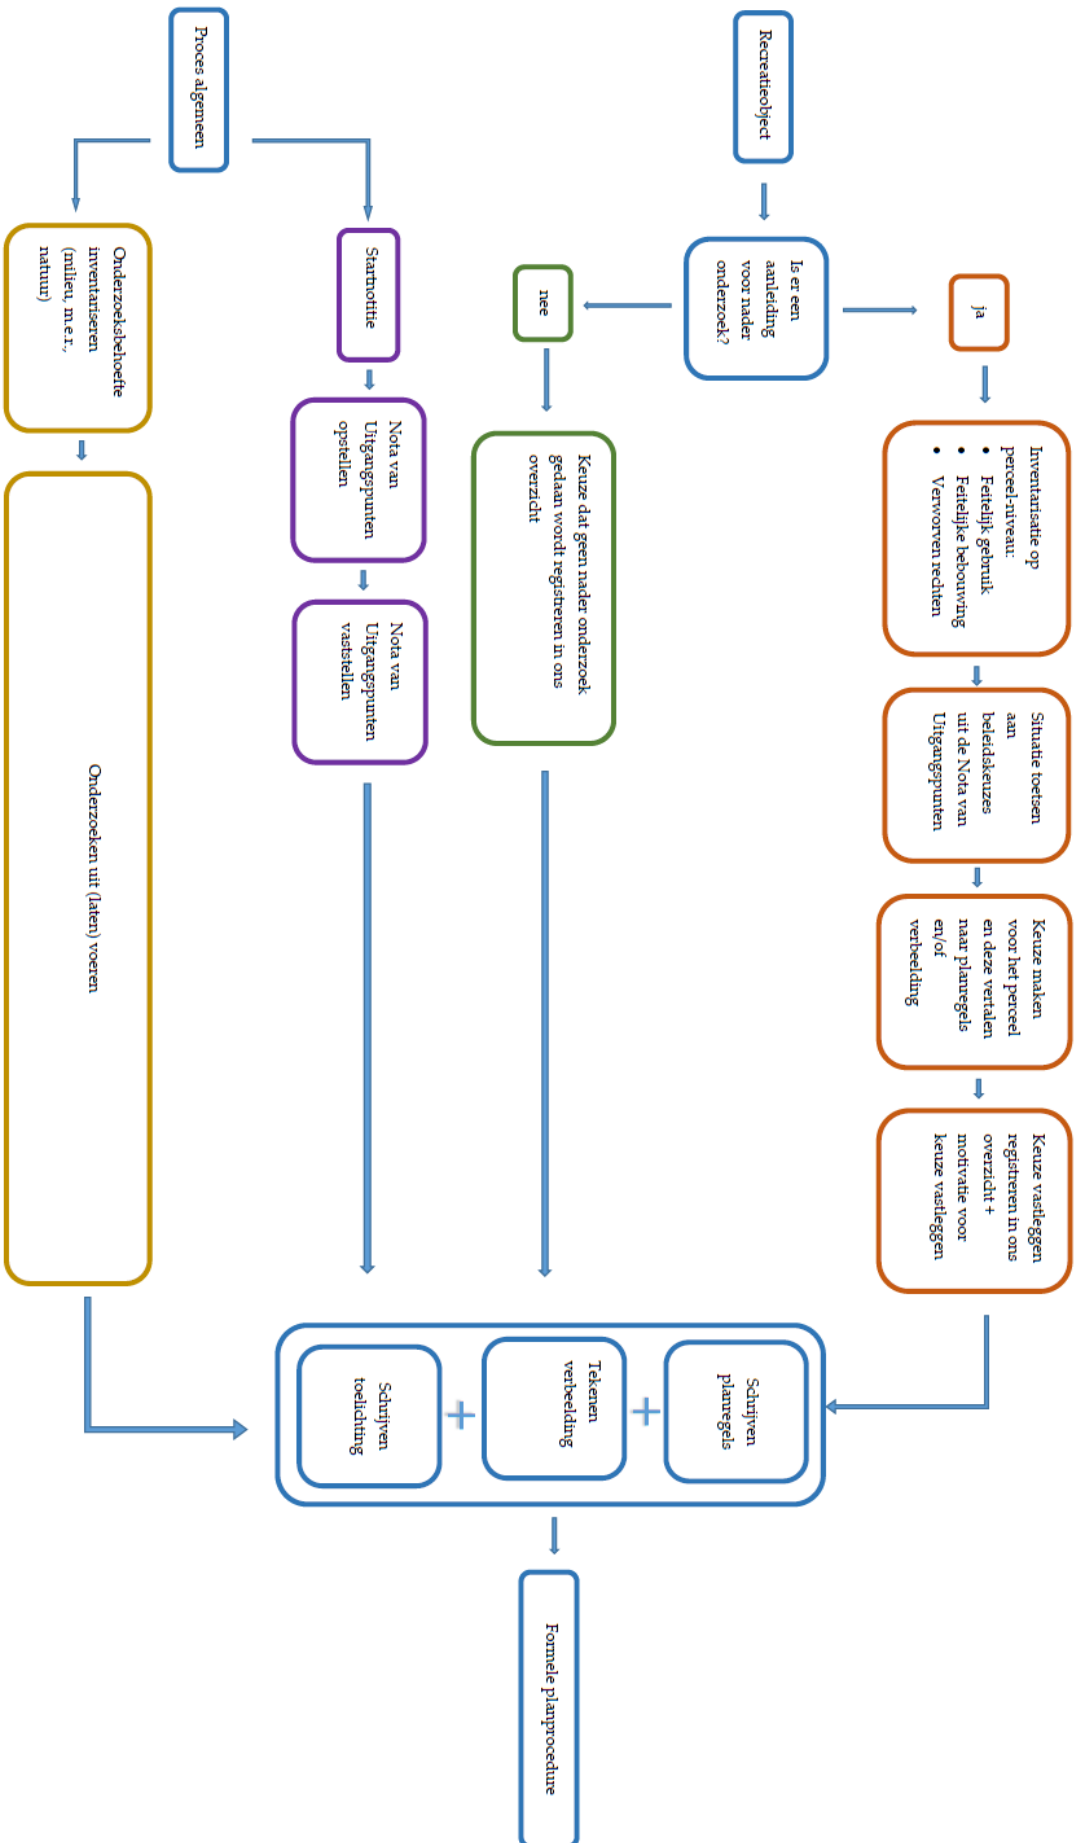 ja
Inventarisatie op
perceel-niveau:
• Feitelijk gebruik
• Feitelijke bebouwing
• Verworven rechten
Situatie toetsen
aan
beleidskeuzes
uit de Nota van
Uitgangspunten
Keuze maken
voor het perceel
en deze vertalen
naar planregels
en/of
verbeelding
Keuze vastleggen
registreren in ons
overzicht +
motivatie voor
keuze vastleggen
Recreatieobject
Is er een
aanleiding
voor nader
onderzoek?
nee
Keuze dat geen nader onderzoek
gedaan wordt registreren in ons
overzicht
Schrijven
planregels
+
Tekenen
verbeelding
+
Schrijven
toelichting
Formele planprocedure
Startnotitie
Nota van
Uitgangspunten
opstellen
Nota van
Uitgangspunten
vaststellen
Proces algemeen
Onderzoeksbehoefte
inventariseren
(milieu, m.e.r.,
natuur)
Onderzoeken uit (laten) voeren